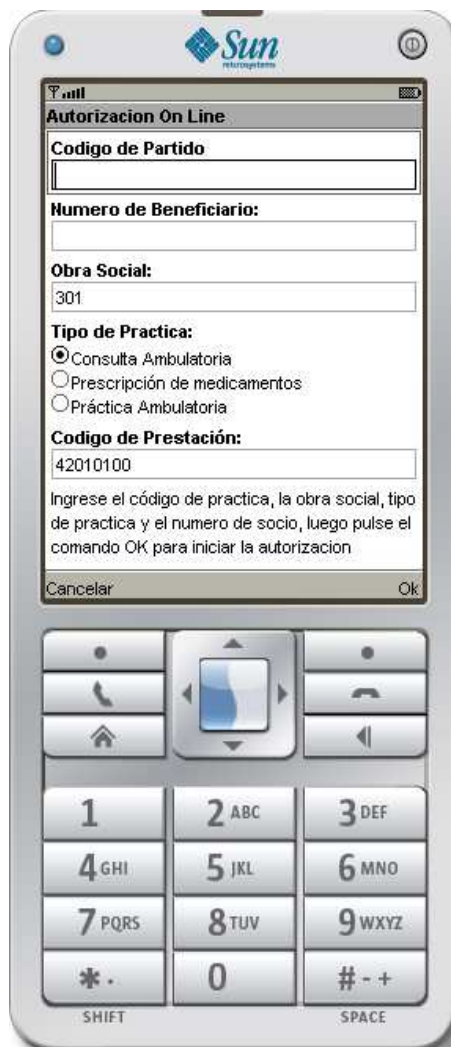 Sun
microsystems
Autorizacion On Line
Codigo de Partido
Numero de Beneficiario:
Obra Social:
301
Tipo de Practica:
Consulta Ambulatoria
Prescripción de medicamentos
Práctica Ambulatoria
Codigo de Prestación:
42010100
Ingrese el código de practica, la obra social, tipo
de practica y el numero de socio, luego pulse el
comando OK para iniciar la autorizacion
Cancelar Ok
1 2 ABC 3 DEF
4 GHI 5 JKL 6 MNO
7 PQRS 8 TUV 9 WXYZ
* . 0 # - +
SHIFT SPACE